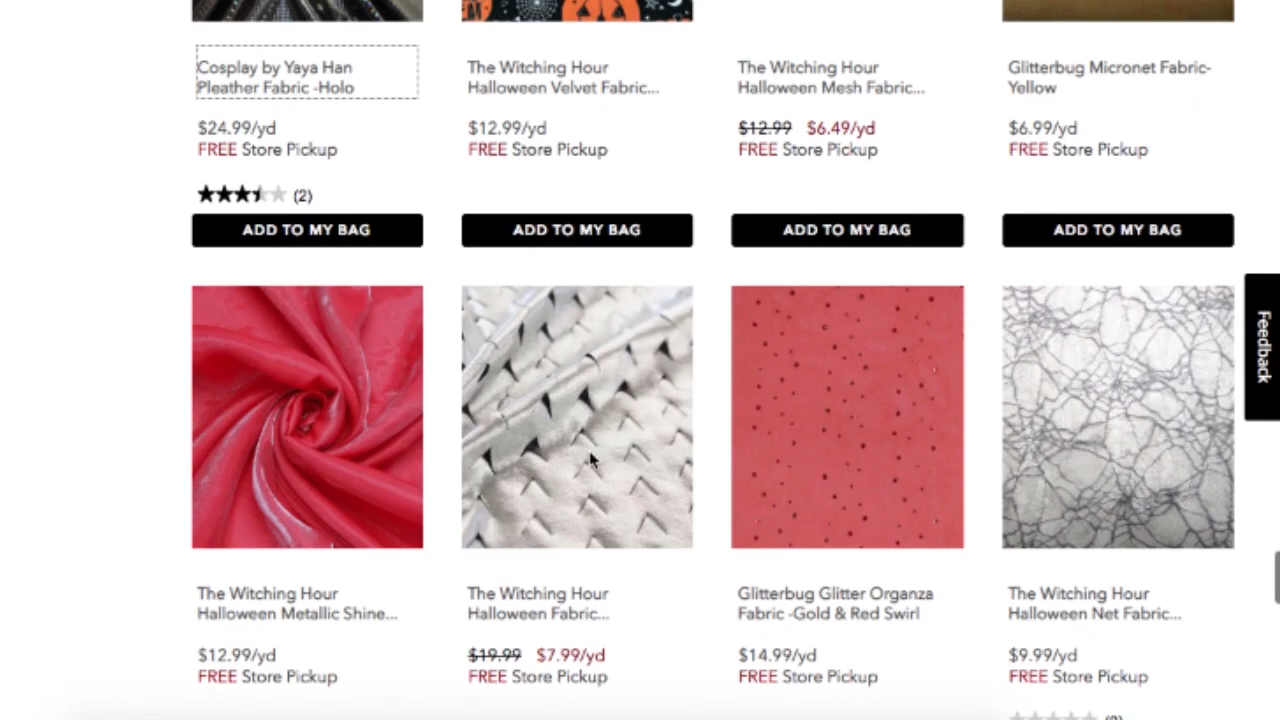 Cosplay by Yaya Han
Pleather Fabric -Holo
$24.99/yd
FREE Store Pickup
(2)
ADD TO MY BAG
The Witching Hour
Halloween Velvet Fabric...
$12.99/yd
FREE Store Pickup
ADD TO MY BAG
The Witching Hour
Halloween Mesh Fabric...
$12.99 $6.49/yd
FREE Store Pickup
ADD TO MY BAG
Glitterbug Micronet Fabric-
Yellow
$6.99/yd
FREE Store Pickup
ADD TO MY BAG
Feedback
The Witching Hour
Halloween Metallic Shine...
$12.99/yd
FREE Store Pickup
The Witching Hour
Halloween Fabric...
$19.99 $7.99/yd
FREE Store Pickup
Glitterbug Glitter Organza
Fabric -Gold & Red Swirl
$14.99/yd
FREE Store Pickup
The Witching Hour
Halloween Net Fabric...
$9.99/yd
FREE Store Pickup